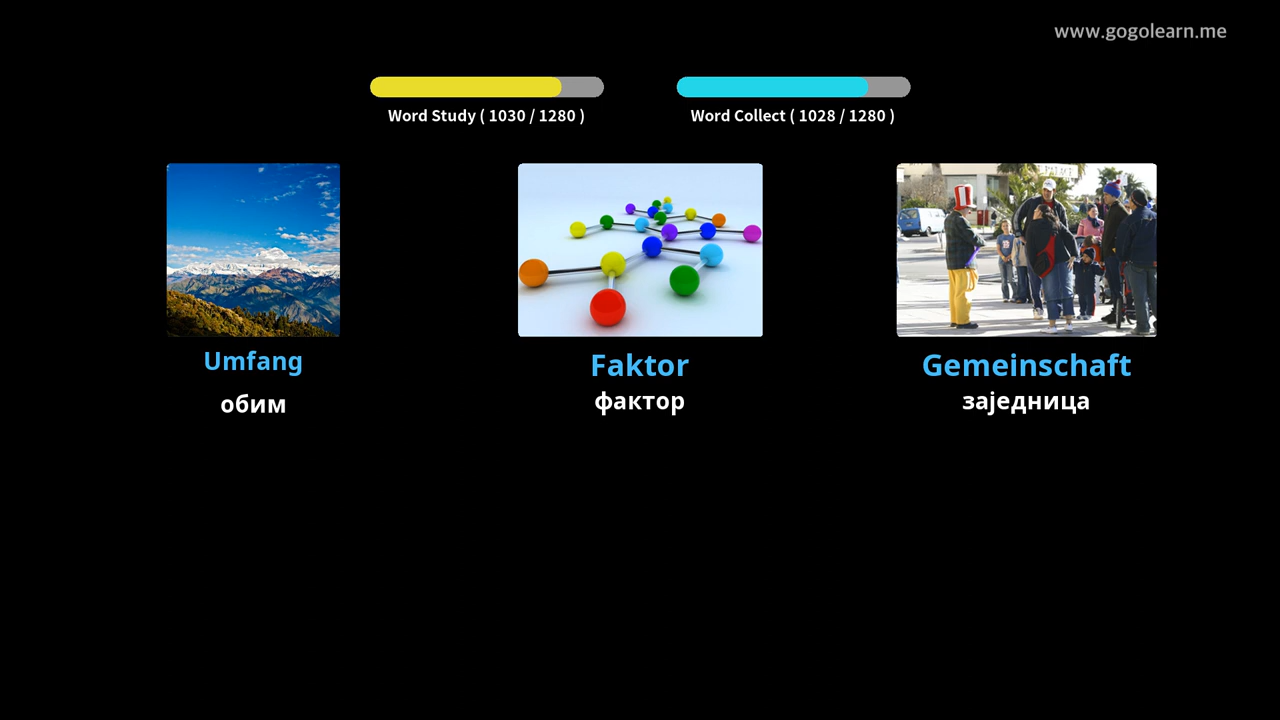 www.gogolearn.me
Word Study ( 1030 / 1280 )
Word Collect ( 1028 / 1280 )
Umfang
обим
Faktor
фактор
Gemeinschaft
заједница